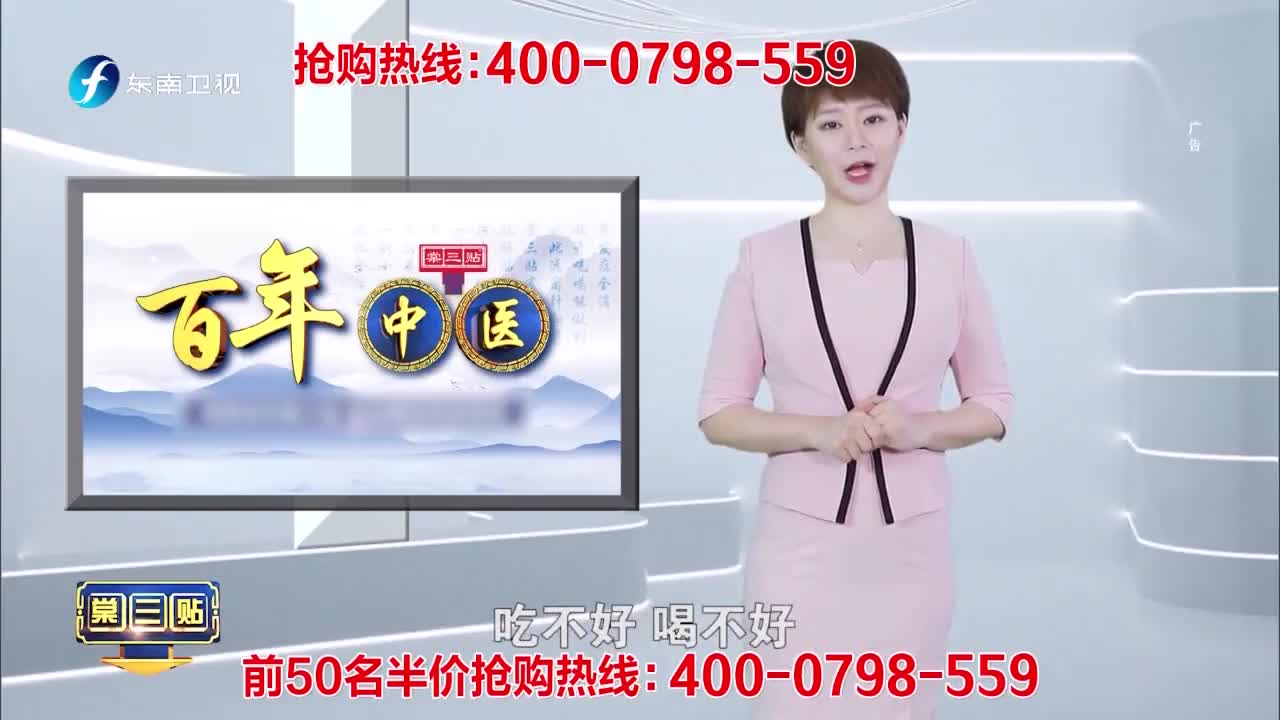 抢购热线:400-0798-559
东南卫视
广告
棠三贴
百年中医
棠三贴
吃不好 喝不好
前50名半价抢购热线: 400-0798-559